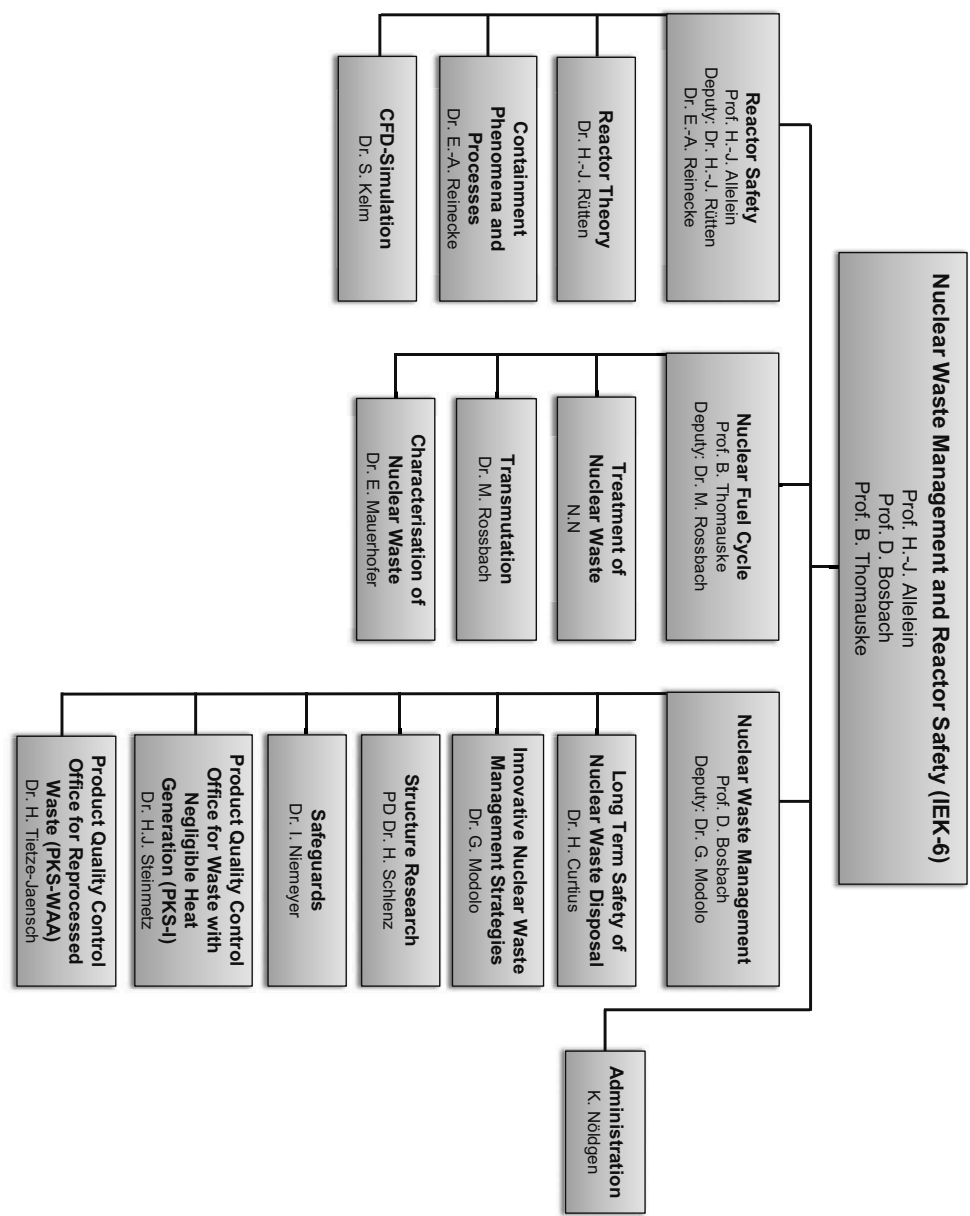 Nuclear Waste Management and Reactor Safety (IEK-6)
Prof. H.-J. Allelein
Prof. D. Bosbach
Prof. B. Thomauske
Reactor Safety
Prof. H.-J. Allelein
Deputy: Dr. H.-J. Rütten
Dr. E.-A. Reinecke
Reactor Theory
Dr. H.-J. Rütten
Containment
Phenomena and
Processes
Dr. E.-A. Reinecke
CFD-Simulation
Dr. S. Kelm
Nuclear Fuel Cycle
Prof. B. Thomauske
Deputy: Dr. M. Rossbach
Treatment of
Nuclear Waste
N.N
Transmutation
Dr. M. Rossbach
Characterisation of
Nuclear Waste
Dr. E. Mauerhofer
Nuclear Waste Management
Prof. D. Bosbach
Deputy: Dr. G. Modolo
Long Term Safety of
Nuclear Waste Disposal
Dr. H. Curtius
Innovative Nuclear Waste
Management Strategies
Dr. G. Modolo
Structure Research
PD Dr. H. Schlenz
Safeguards
Dr. I. Niemeyer
Product Quality Control
Office for Waste with
Negligible Heat
Generation (PKS-I)
Dr. H.J. Steinmetz
Product Quality Control
Office for Reprocessed
Waste (PKS-WAA)
Dr. H. Tietze-Jaensch
Administration
K. Nöldgen